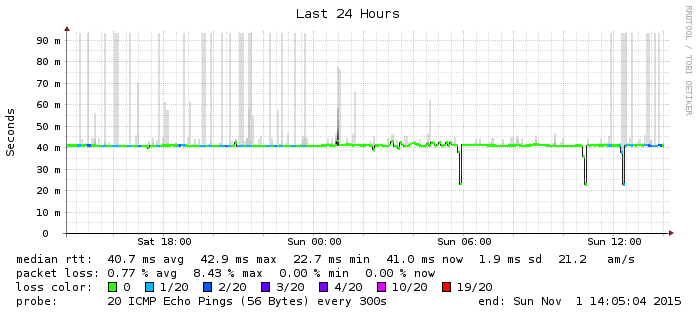 Last 24 Hours
RRDTOOL / TOBI OETIKER
Seconds
90 m
80 m
70 m
60 m
50 m
40 m
30 m
20 m
10 m
0
Sat 18:00 Sun 00:00 Sun 06:00 Sun 12:00
median rtt: 40.7 ms avg 42.9 ms max 22.7 ms min 41.0 ms now 1.9 ms sd 21.2 am/s
packet loss: 0.77 % avg 8.43 % max 0.00 % min 0.00 % now
loss color: 0 1/20 2/20 3/20 4/20 10/20 19/20
probe: 20 ICMP Echo Pings (56 Bytes) every 300s end: Sun Nov 1 14:05:04 2015